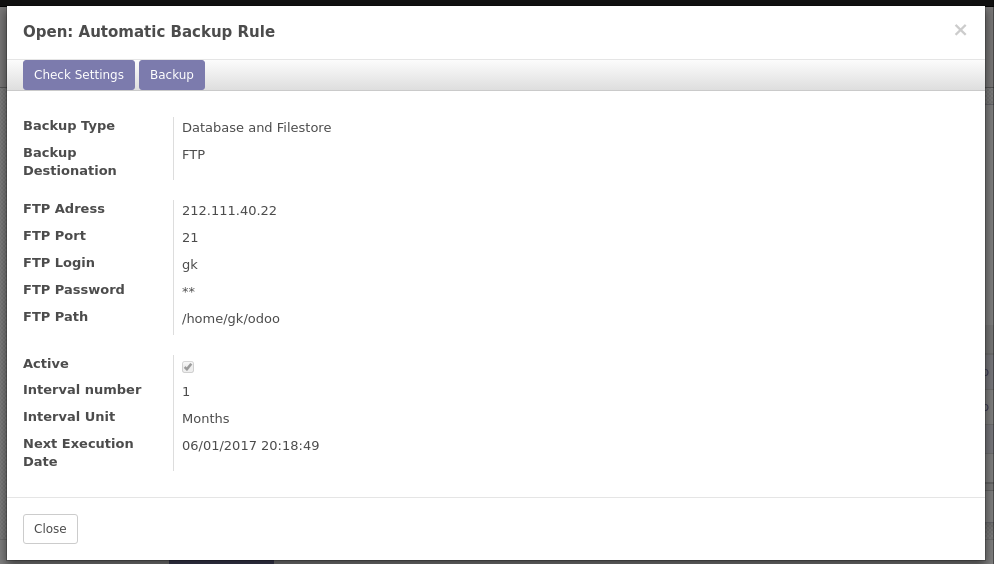 Open: Automatic Backup Rule ×
Check Settings Backup
Backup Type Database and Filestore
Backup FTP
Destionation
FTP Adress 212.111.40.22
FTP Port 21
FTP Login gk
FTP Password **
FTP Path /home/gk/odoo
Active
Interval number 1
Interval Unit Months
Next Execution 06/01/2017 20:18:49
Date
Close